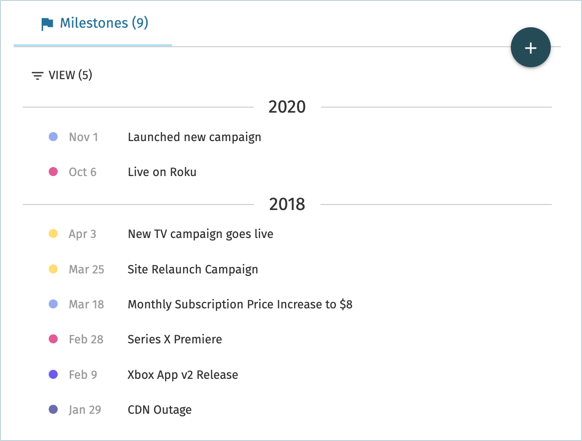 Milestones (9)
+
VIEW (5)
2020
Nov 1 Launched new campaign
Oct 6 Live on Roku
2018
Apr 3 New TV campaign goes live
Mar 25 Site Relaunch Campaign
Mar 18 Monthly Subscription Price Increase to $8
Feb 28 Series X Premiere
Feb 9 Xbox App v2 Release
Jan 29 CDN Outage